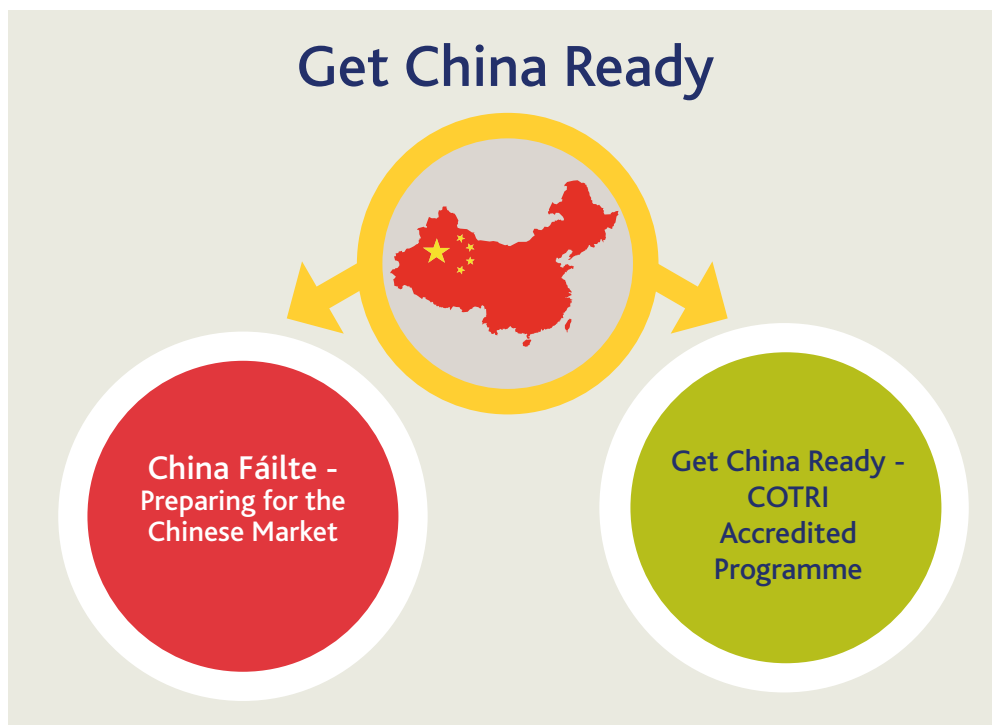 Get China Ready
China Fáilte -
Preparing for the
Chinese Market
Get China Ready -
COTRI
Accredited
Programme